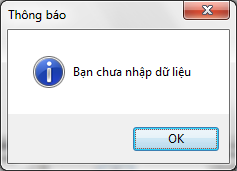 Thông báo
Bạn chưa nhập dữ liệu
OK